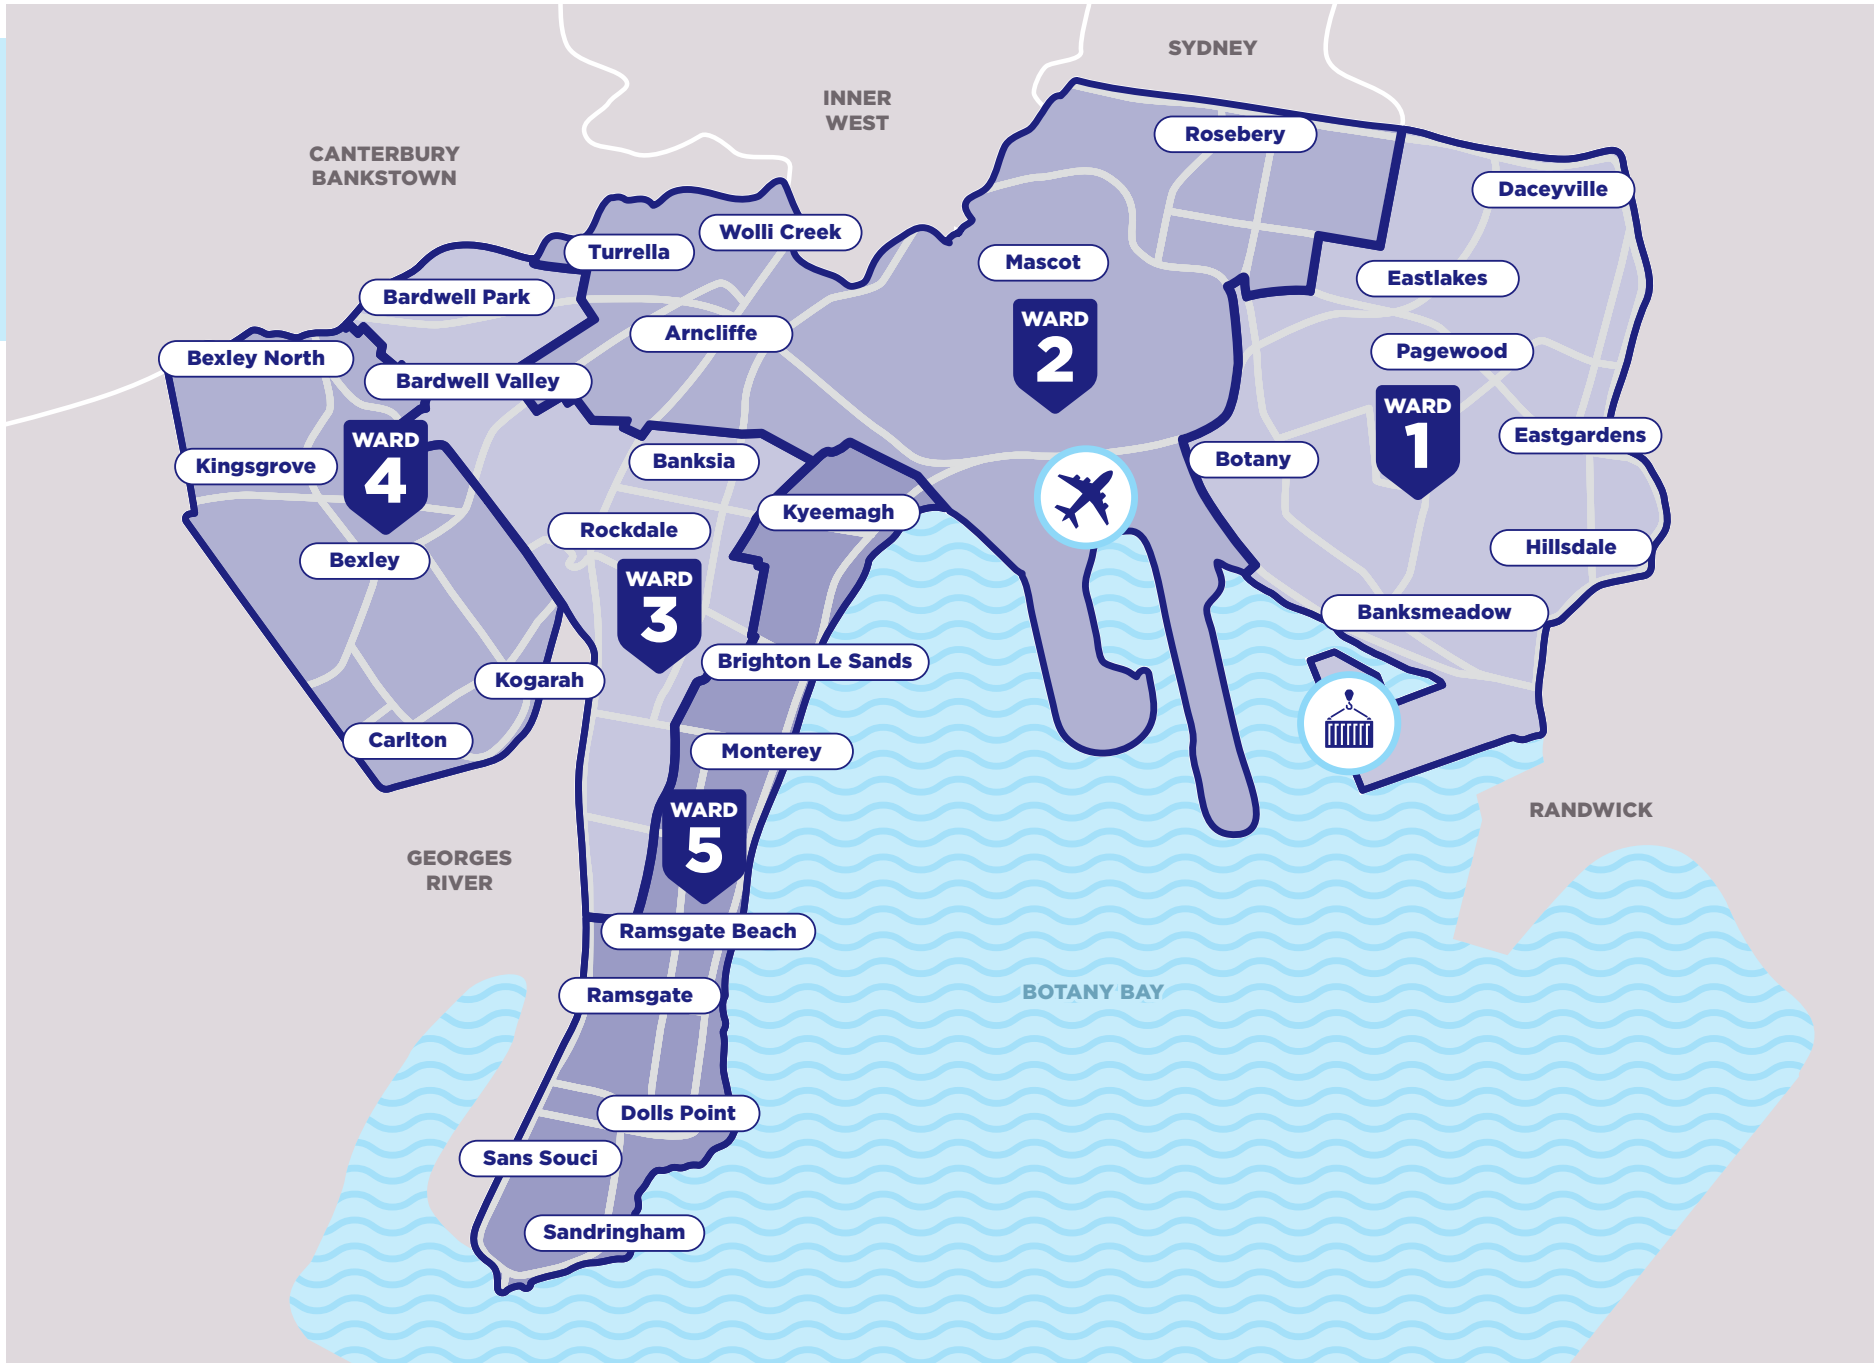 SYDNEY
INNER
WEST
CANTERBURY
BANKSTOWN
Rosebery
Daceyville
Wolli Creek
Turrella
Mascot
Eastlakes
Bardwell Park
WARD
2
Arncliffe
Pagewood
Bexley North
Bardwell Valley
WARD
1
Eastgardens
WARD
4
Kingsgrove
Banksia
Botany
Kyeemagh
Rockdale
Hillsdale
Bexley
WARD
3
Banksmeadow
Brighton Le Sands
Kogarah
Carlton
Monterey
WARD
5
RANDWICK
GEORGES
RIVER
Ramsgate Beach
Ramsgate
BOTANY BAY
Dolls Point
Sans Souci
Sandringham